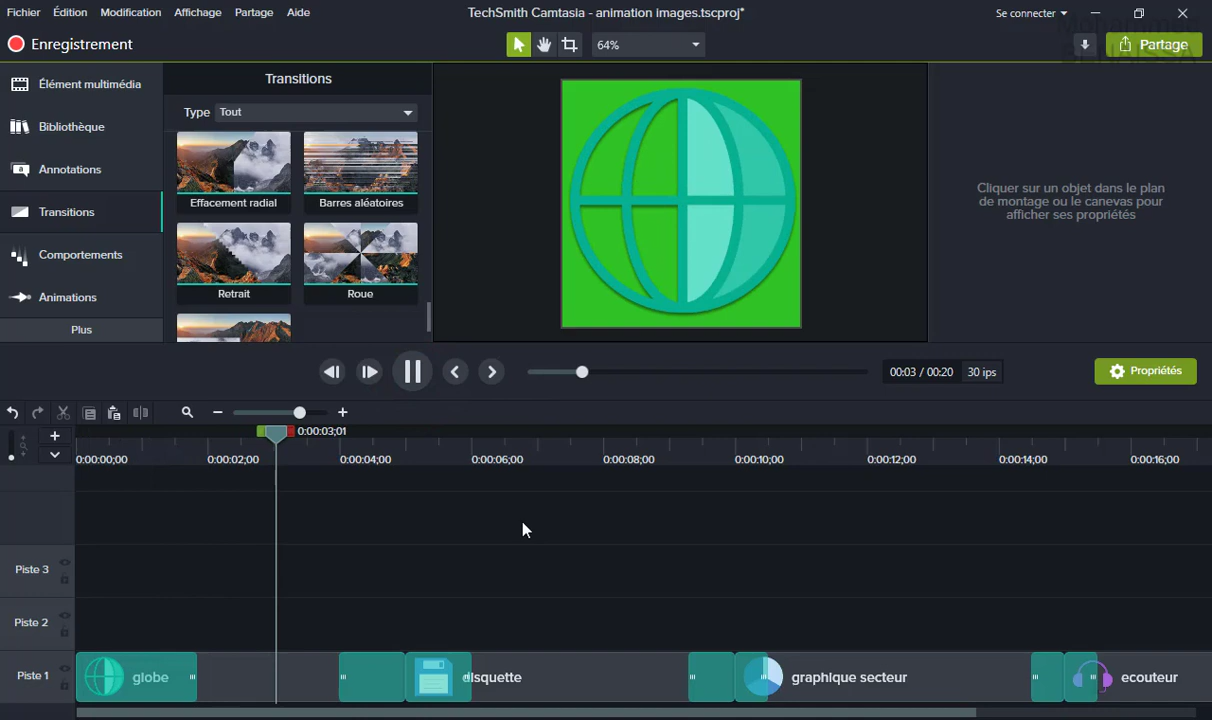 Fichier Édition Modification Affichage Partage Aide
TechSmith Camtasia - animation images.tscproj*
Se connecter
Enregistrement
64%
Partage
Élément multimédia
Bibliothèque
Annotations
Transitions
Comportements
Animations
Plus
Transitions
Type Tout
Effacement radial
Barres aléatoires
Retrait
Roue
Cliquer sur un objet dans le plan
de montage ou le canevas pour
afficher ses propriétés
00:03 / 00:20 30 ips
Propriétés
0:00:03;01
0:00:00;00 0:00:02;00 0:00:04;00 0:00:06;00 0:00:08;00 0:00:10;00 0:00:12;00 0:00:14;00 0:00:16;00
Piste 3
Piste 2
Piste 1
globe
disquette
graphique secteur
ecouteur